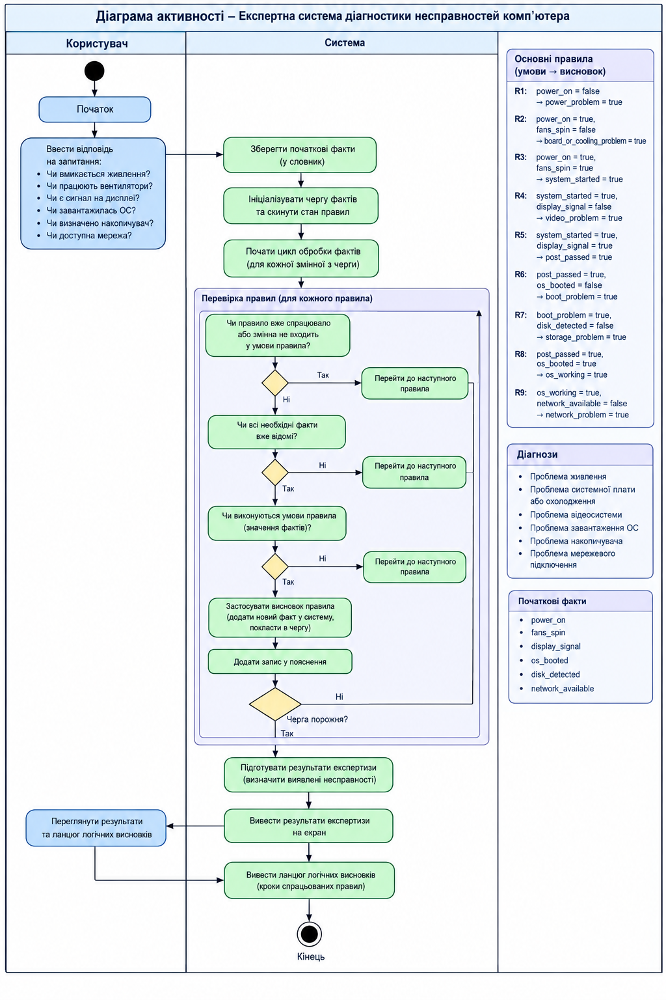 Діаграма активності – Експертна система діагностики несправностей комп’ютера
Користувач
Система
Початок
Ввести відповідь
на запитання:
• Чи вмикається живлення?
• Чи працюють вентилятори?
• Чи є сигнал на дисплеї?
• Чи завантажилась ОС?
• Чи визначено накопичувач?
• Чи доступна мережа?
Зберегти початкові факти
(у словник)
Ініціалізувати чергу фактів
та скинути стан правил
Почати цикл обробки фактів
(для кожної змінної з черги)
Перевірка правил (для кожного правила)
Чи правило вже спрацювало
або змінна не входить
у умови правила?
Так
Перейти до наступного
правила
Ні
Чи всі необхідні факти
вже відомі?
Ні
Перейти до наступного
правила
Так
Чи виконуються умови правила
(значення фактів)?
Ні
Перейти до наступного
правила
Так
Застосувати висновок правила
(додати новий факт у систему,
покласти в чергу)
Додати запис у пояснення
Ні
Черга порожня?
Так
Підготувати результати експертизи
(визначити виявлені несправності)
Вивести результати експертизи
на екран
Переглянути результати
та ланцюг логічних висновків
Вивести ланцюг логічних висновків
(кроки спрацьованих правил)
Кінець
Основні правила
(умови → висновок)
R1: power_on = false
→ power_problem = true
R2: power_on = true,
fans_spin = false
→ board_or_cooling_problem = true
R3: power_on = true,
fans_spin = true
→ system_started = true
R4: system_started = true,
display_signal = false
→ video_problem = true
R5: system_started = true,
display_signal = true
→ post_passed = true
R6: post_passed = true,
os_booted = false
→ boot_problem = true
R7: boot_problem = true,
disk_detected = false
→ storage_problem = true
R8: post_passed = true,
os_booted = true
→ os_working = true
R9: os_working = true,
network_available = false
→ network_problem = true
Діагнози
• Проблема живлення
• Проблема системної плати
або охолодження
• Проблема відеосистеми
• Проблема завантаження ОС
• Проблема накопичувача
• Проблема мережевого
підключення
Початкові факти
• power_on
• fans_spin
• display_signal
• os_booted
• disk_detected
• network_available